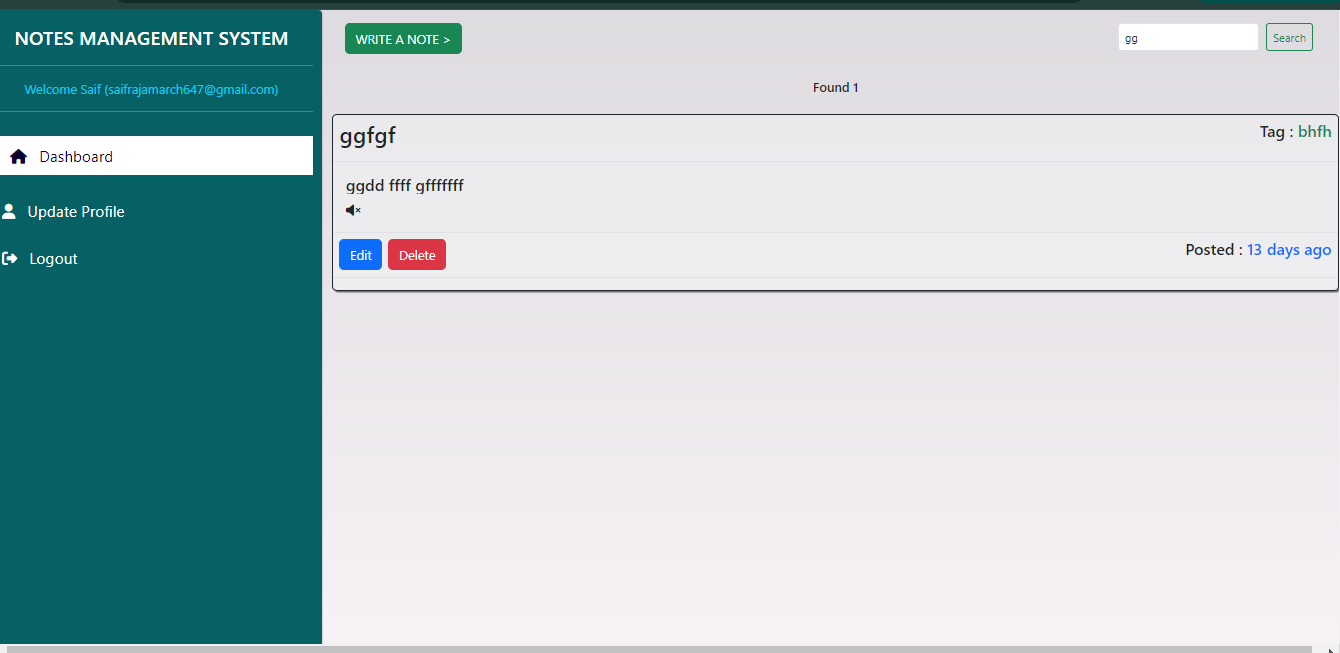 NOTES MANAGEMENT SYSTEM
Welcome Saif (saifrajamarch647@gmail.com)
Dashboard
Update Profile
Logout
WRITE A NOTE >
gg
Search
Found 1
ggfgf
Tag : bhfh
ggdd ffff gfffffff
Edit
Delete
Posted : 13 days ago